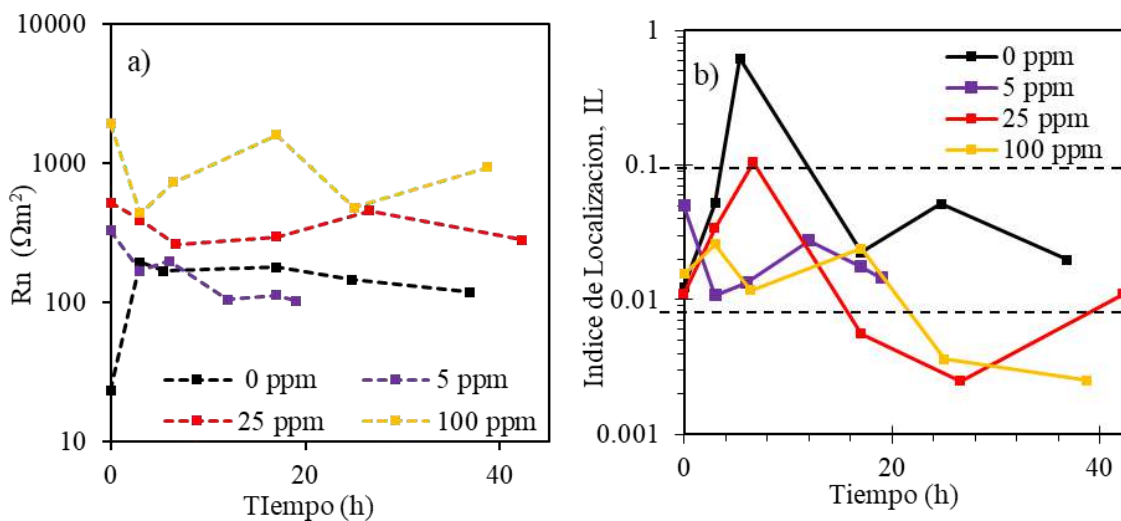 10000
1000
100
10
Rn (Ωm²)
a)
0 ppm
5 ppm
25 ppm
100 ppm
0
20
40
TIempo (h)
1
0.1
0.01
0.001
Indice de Localizacion, IL
b)
0 ppm
5 ppm
25 ppm
100 ppm
0
20
40
Tiempo (h)